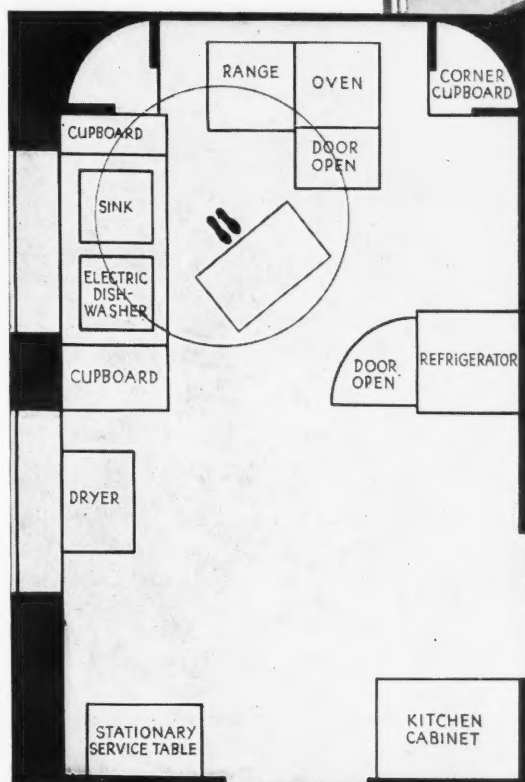 RANGE
OVEN
CORNER
CUPBOARD
CUPBOARD
DOOR
OPEN
SINK
ELECTRIC
DISH-
WASHER
CUPBOARD
DOOR
OPEN
REFRIGERATOR
DRYER
STATIONARY
SERVICE TABLE
KITCHEN
CABINET